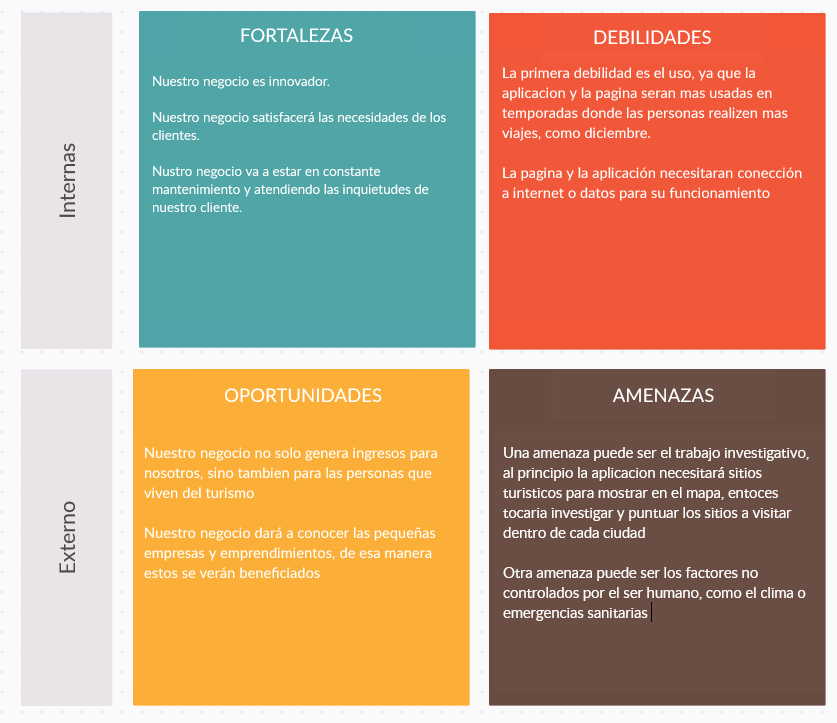 Internas
FORTALEZAS
Nuestro negocio es innovador.
Nuestro negocio satisfacerá las necesidades de los
clientes.
Nustro negocio va a estar en constante
mantenimiento y atendiendo las inquietudes de
nuestro cliente.
DEBILIDADES
La primera debilidad es el uso, ya que la
aplicacion y la pagina seran mas usadas en
temporadas donde las personas realizen mas
viajes, como diciembre.
La pagina y la aplicación necesitaran conección
a internet o datos para su funcionamiento
Externo
OPORTUNIDADES
Nuestro negocio no solo genera ingresos para
nosotros, sino tambien para las personas que
viven del turismo
Nuestro negocio dará a conocer las pequeñas
empresas y emprendimientos, de esa manera
estos se verán beneficiados
AMENAZAS
Una amenaza puede ser el trabajo investigativo,
al principio la aplicacion necesitará sitios
turisticos para mostrar en el mapa, entoces
tocaria investigar y puntuar los sitios a visitar
dentro de cada ciudad
Otra amenaza puede ser los factores no
controlados por el ser humano, como el clima o
emergencias sanitarias